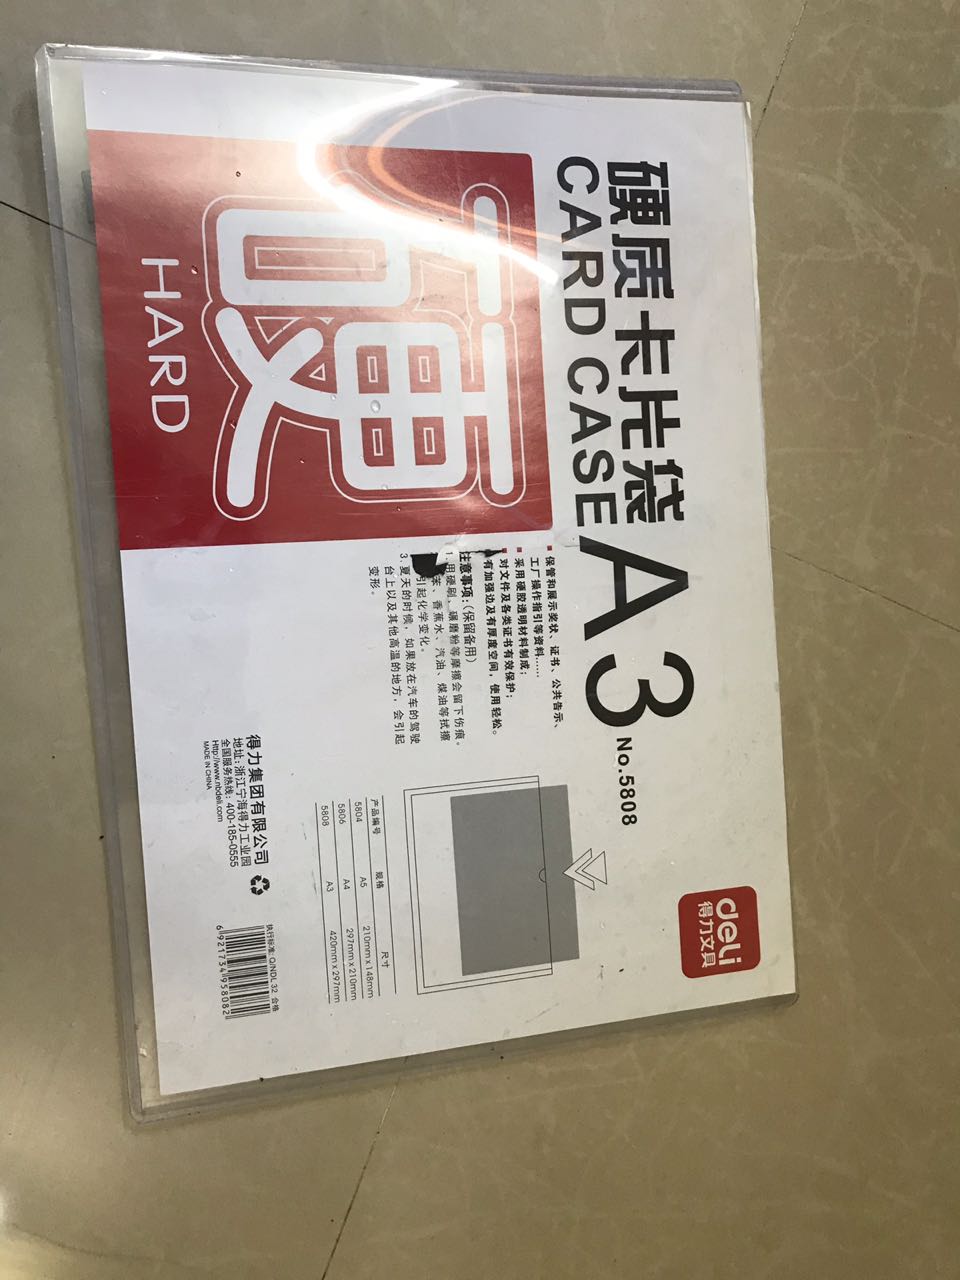 硬质卡片袋
CARD CASE
A3
No.5808
deli
得力文具
硬
HARD
保管和展示奖状、证书、公共告示、
工厂操作指引等资料......
采用硬胶透明材料制成；
对文件及各类证书有效保护；
有加强边及有厚度空间，使用轻松。
注意事项:（保留备用）
1.用硬刷、碾磨粉等摩擦会留下伤痕。
苯、香蕉水、汽油、煤油等拭擦
引起化学变化。
3.夏天的时候，如果放在汽车的驾驶
台上以及其他高温的地方，会引起
变形。
产品编号 规格 尺寸
5804 A5 210mm x 148mm
5806 A4 297mm x 210mm
5808 A3 420mm x 297mm
得力集团有限公司
地址:浙江宁海得力工业园
全国服务热线: 400-185-0555
Http://www.nbdeli.com
MADE IN CHINA
执行标准: Q/NDL 32 合格
6921734958082